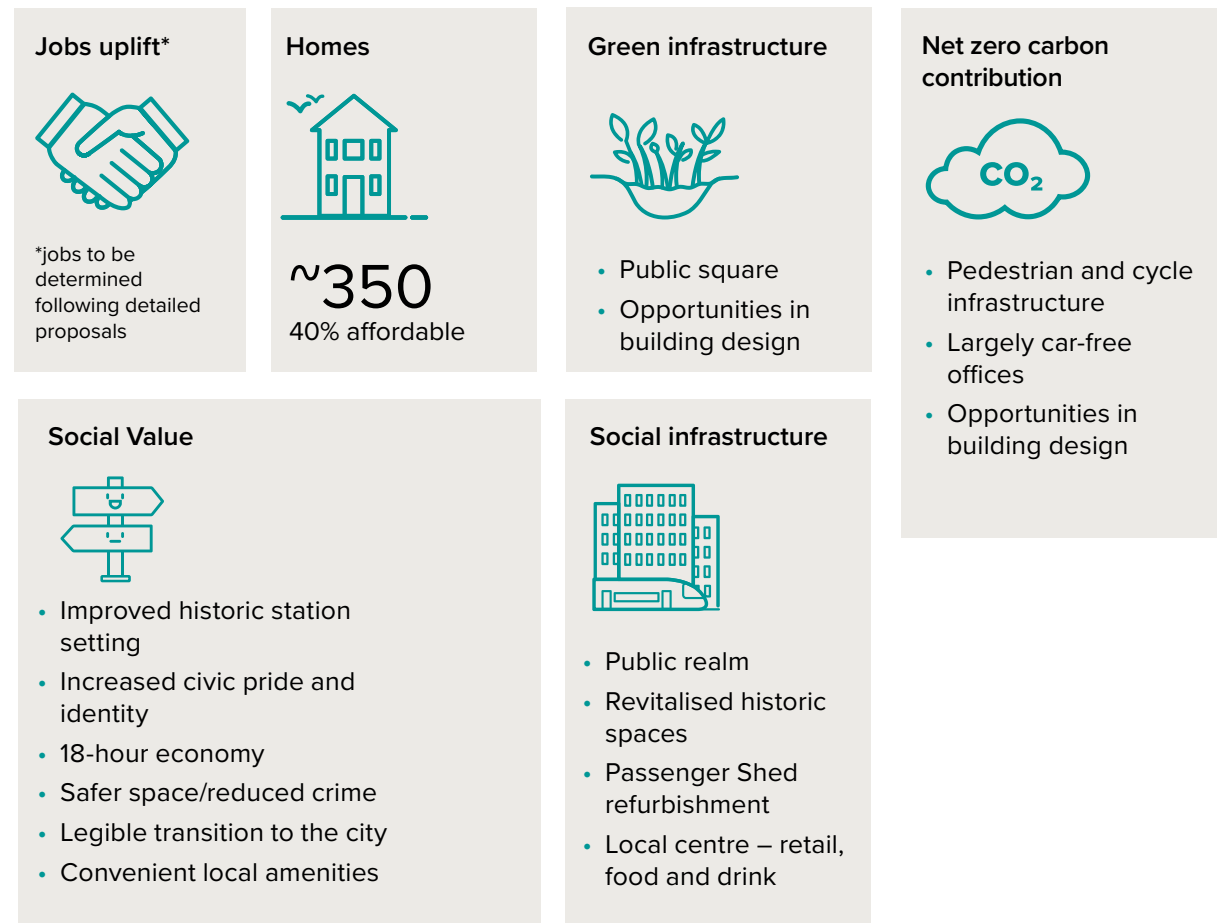 Jobs uplift*
*jobs to be
determined
following detailed
proposals
Homes
~350
40% affordable
Green infrastructure
• Public square
• Opportunities in
building design
Net zero carbon
contribution
CO₂
• Pedestrian and cycle
infrastructure
• Largely car-free
offices
• Opportunities in
building design
Social Value
• Improved historic station
setting
• Increased civic pride and
identity
• 18-hour economy
• Safer space/reduced crime
• Legible transition to the city
• Convenient local amenities
Social infrastructure
• Public realm
• Revitalised historic
spaces
• Passenger Shed
refurbishment
• Local centre – retail,
food and drink